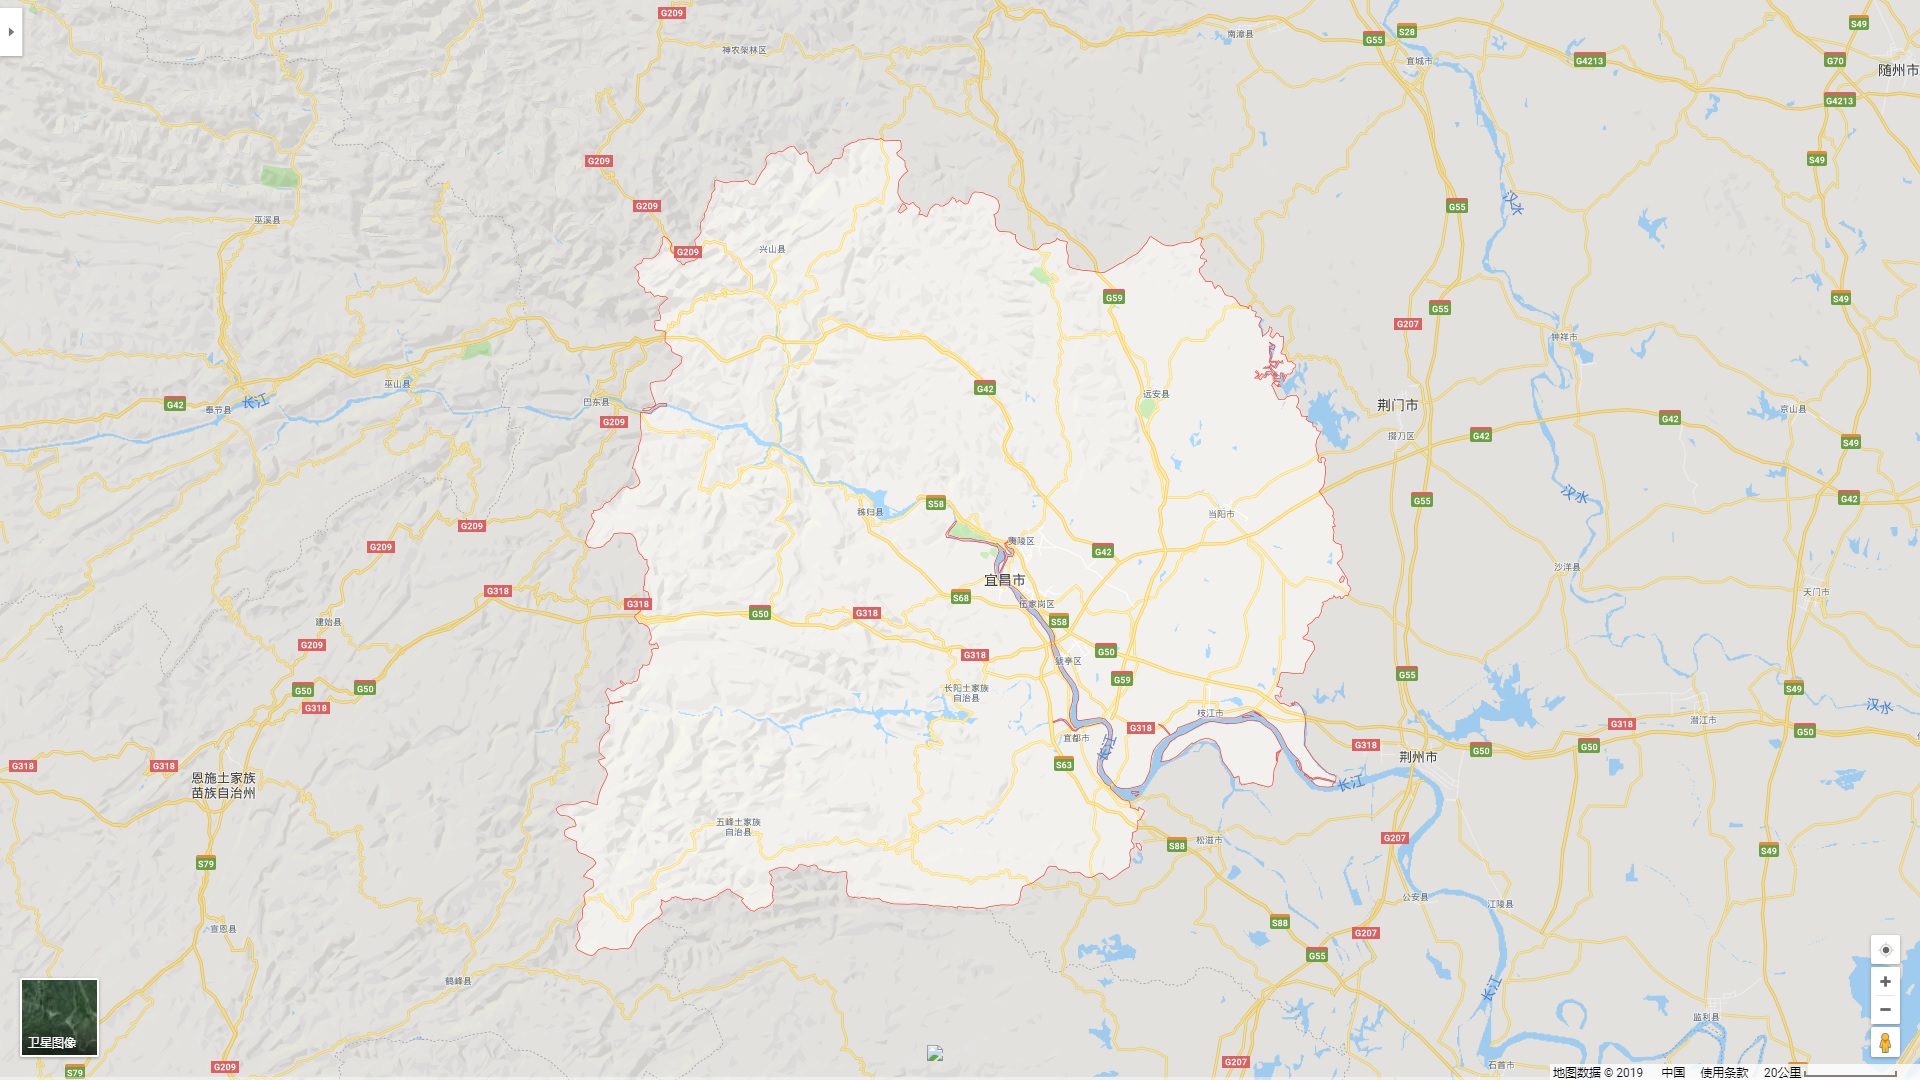 G209
S49
南漳县
S28
G55
神农架林区
G4213
宜城市
G70
随州市
G4213
G209
S49
G209
G55
汉水
巫溪县
兴山县
G209
G59
S49
G55
G207
钟祥市
巫山县
G42
远安县
巴东县
G42
长江
奉节县
荆门市
京山县
G209
G42
掇刀区
G42
S49
汉水
G42
G55
S58
秭归县
当阳市
G209
夷陵区
G209
G42
沙洋县
宜昌市
G318
天门市
S68
G318
伍家岗区
G50
G318
S58
建始县
G209
G50
G318
猇亭区
G55
G59
长阳土家族
自治县
G50
G50
S49
G318
汉水
枝江市
潜江市
G318
G318
G50
宜都市
长江
G318
G50
G50
荆州市
G318
G318
S63
恩施土家族
苗族自治州
长江
五峰土家族
自治县
G207
松滋市
S88
S49
S79
公安县
江陵县
S88
宣恩县
G207
G55
鹤峰县
长江
监利县
卫星图像
G207
石首市
G209
S79
地图数据 © 2019
中国
使用条款
20公里